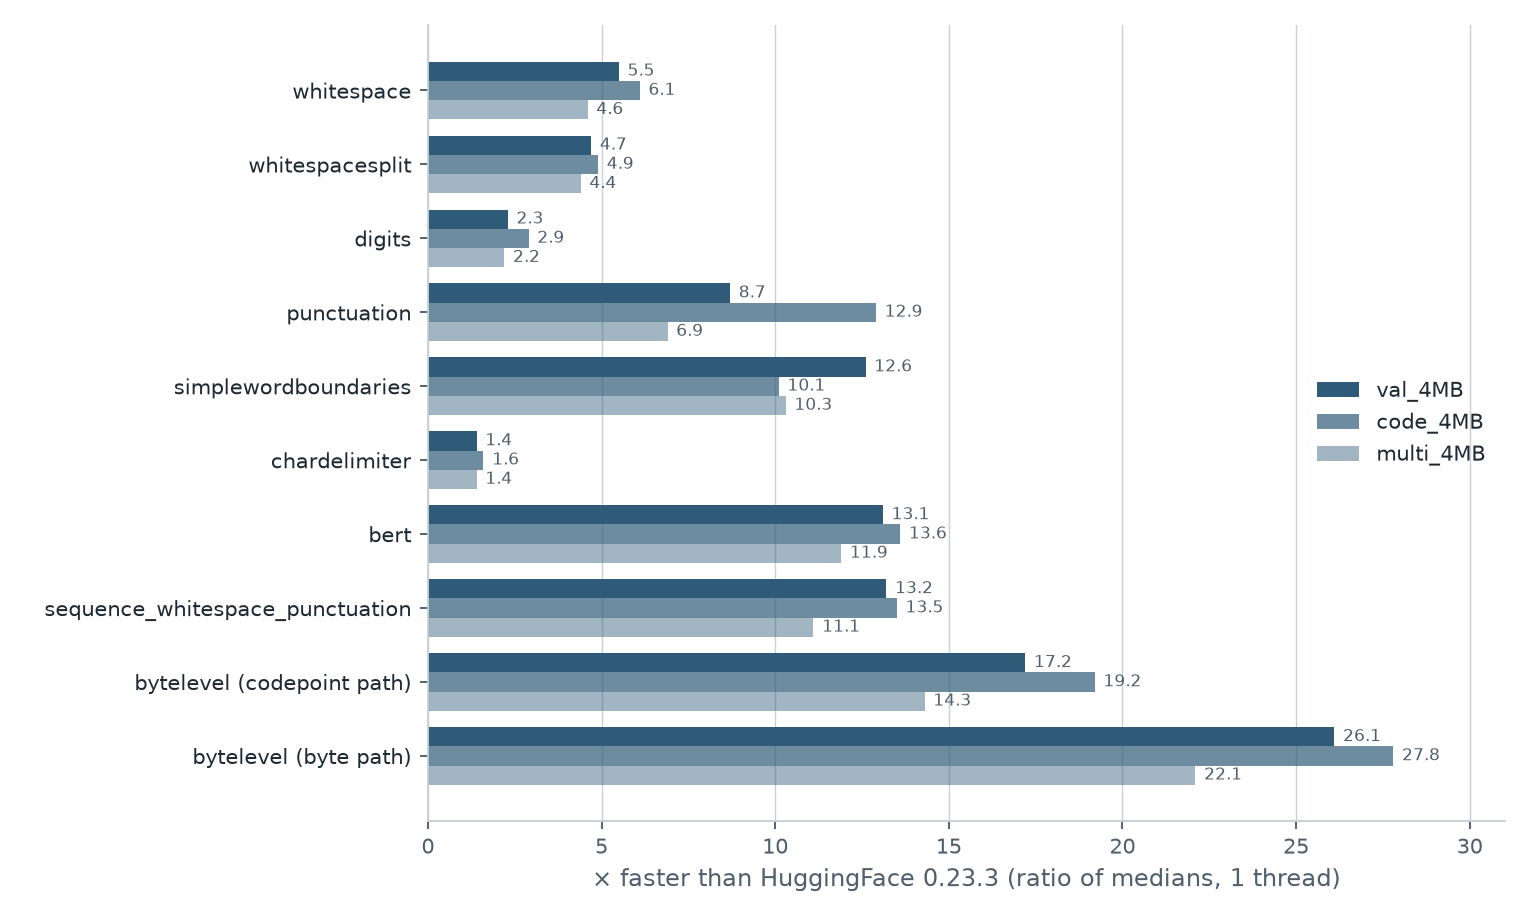 whitespace
5.5
6.1
4.6
whitespacesplit
4.7
4.9
4.4
digits
2.3
2.9
2.2
punctuation
8.7
12.9
6.9
simplewordboundaries
12.6
10.1
10.3
chardelimiter
1.4
1.6
1.4
bert
13.1
13.6
11.9
sequence_whitespace_punctuation
13.2
13.5
11.1
bytelevel (codepoint path)
17.2
19.2
14.3
bytelevel (byte path)
26.1
27.8
22.1
val_4MB
code_4MB
multi_4MB
0 5 10 15 20 25 30
× faster than HuggingFace 0.23.3 (ratio of medians, 1 thread)